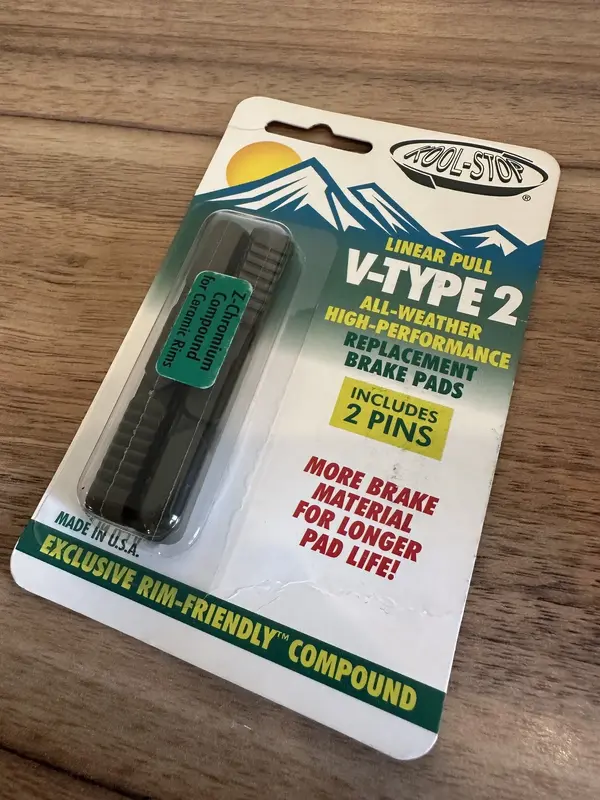 KOOL-STOP
®
LINEAR PULL
V-TYPE 2
ALL-WEATHER
HIGH-PERFORMANCE
REPLACEMENT
BRAKE PADS
INCLUDES
2 PINS
MORE BRAKE
MATERIAL
FOR LONGER
PAD LIFE!
Z-Chromium
Compound
for Ceramic Rims
MADE IN U.S.A.
EXCLUSIVE RIM-FRIENDLY™ COMPOUND